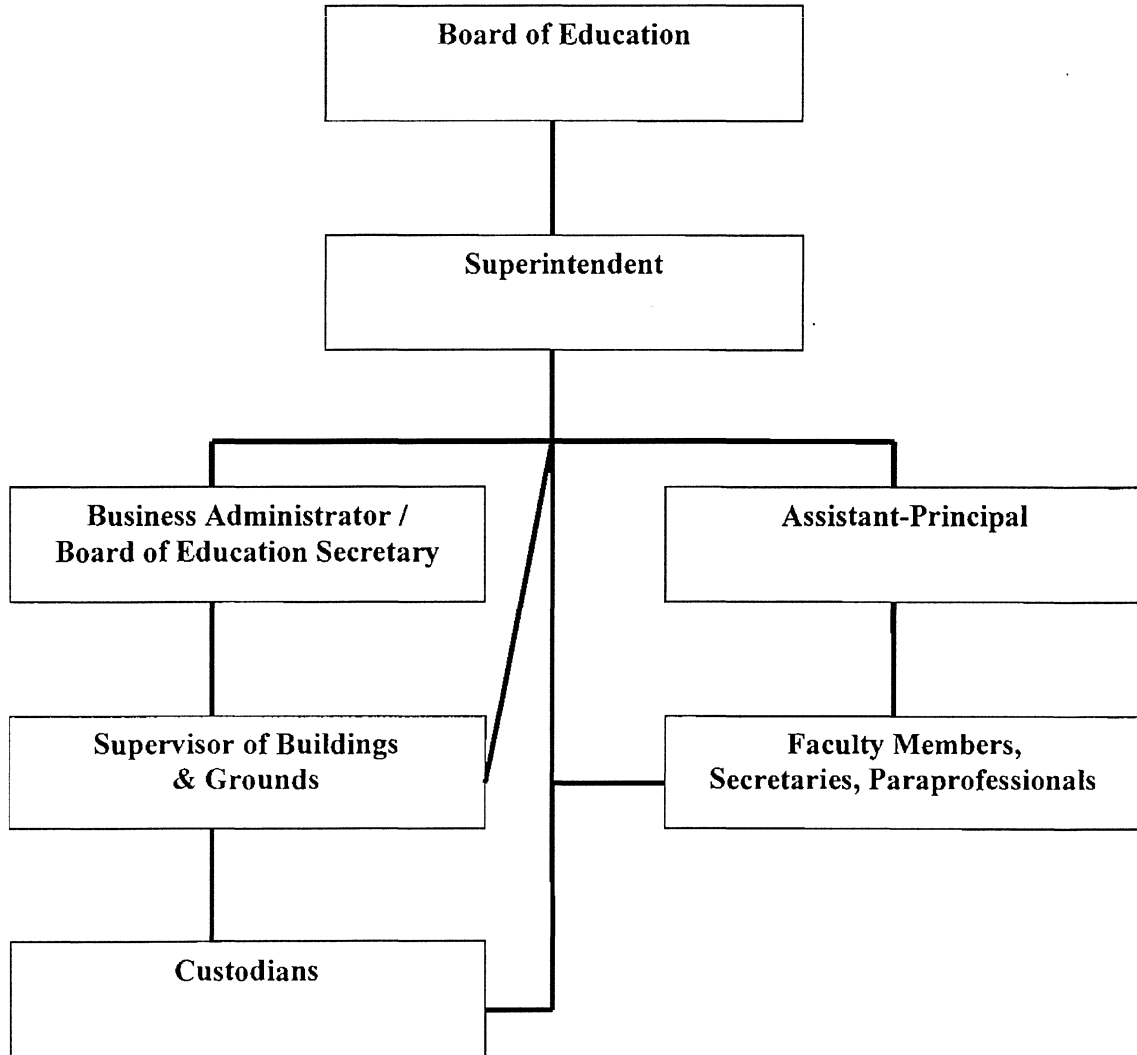 Board of Education
Superintendent
Business Administrator /
Board of Education Secretary
Assistant-Principal
Supervisor of Buildings
& Grounds
Faculty Members,
Secretaries, Paraprofessionals
Custodians